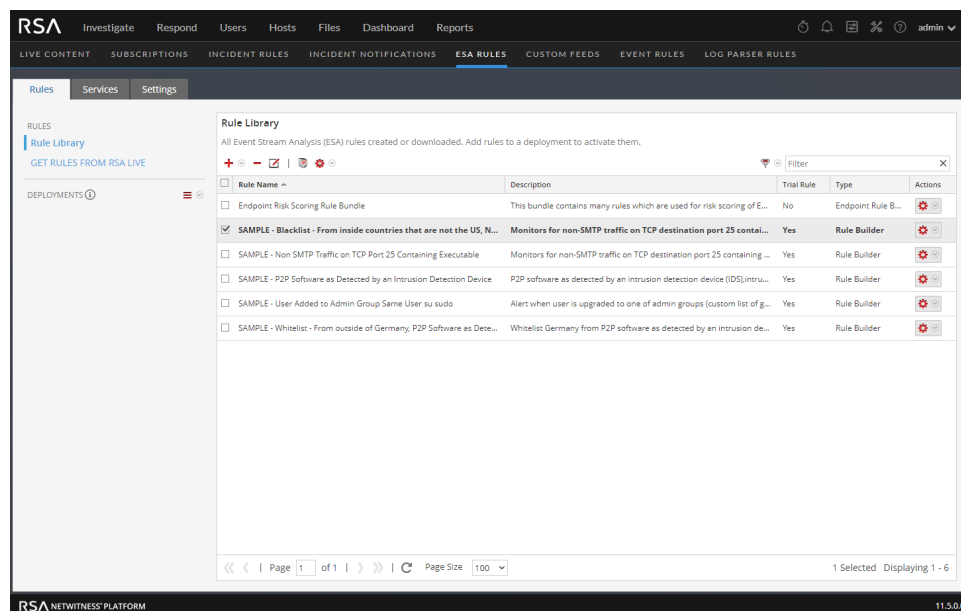 RSA Investigate Respond Users Hosts Files Dashboard Reports admin
LIVE CONTENT SUBSCRIPTIONS INCIDENT RULES INCIDENT NOTIFICATIONS ESA RULES CUSTOM FEEDS EVENT RULES LOG PARSER RULES
Rules Services Settings
RULES
Rule Library
GET RULES FROM RSA LIVE
DEPLOYMENTS
Rule Library
All Event Stream Analysis (ESA) rules created or downloaded. Add rules to a deployment to activate them.
Filter
Rule Name Description Trial Rule Type Actions
Endpoint Risk Scoring Rule Bundle This bundle contains many rules which are used for risk scoring of E... No Endpoint Rule B...
SAMPLE - Blacklist - From inside countries that are not the US, N... Monitors for non-SMTP traffic on TCP destination port 25 contai... Yes Rule Builder
SAMPLE - Non SMTP Traffic on TCP Port 25 Containing Executable Monitors for non-SMTP traffic on TCP destination port 25 containing ... Yes Rule Builder
SAMPLE - P2P Software as Detected by an Intrusion Detection Device P2P software as detected by an intrusion detection device (IDS),intru... Yes Rule Builder
SAMPLE - User Added to Admin Group Same User su sudo Alert when user is upgraded to one of admin groups (custom list of g... Yes Rule Builder
SAMPLE - Whitelist - From outside of Germany, P2P Software as Dete... Whitelist Germany from P2P software as detected by an intrusion de... Yes Rule Builder
Page 1 of 1 Page Size 100 1 Selected Displaying 1 - 6
RSA NETWITNESS® PLATFORM 11.5.0.